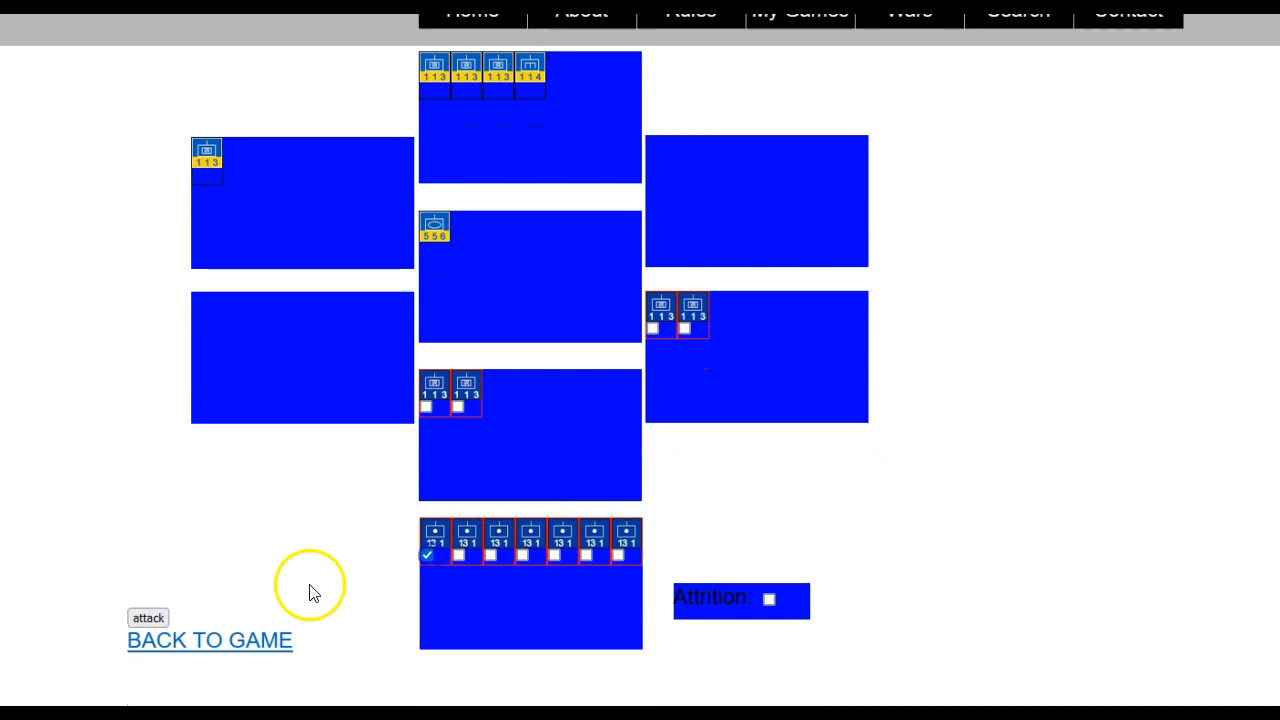 Home About Rules My Games Wars Search Contact
R R R m
1 1 3 1 1 3 1 1 3 1 1 4
R
1 1 3
5 5 6
R R
1 1 3 1 1 3
R R
1 1 3 1 1 3
13 1 13 1 13 1 13 1 13 1 13 1 13 1
Attrition:
attack
BACK TO GAME